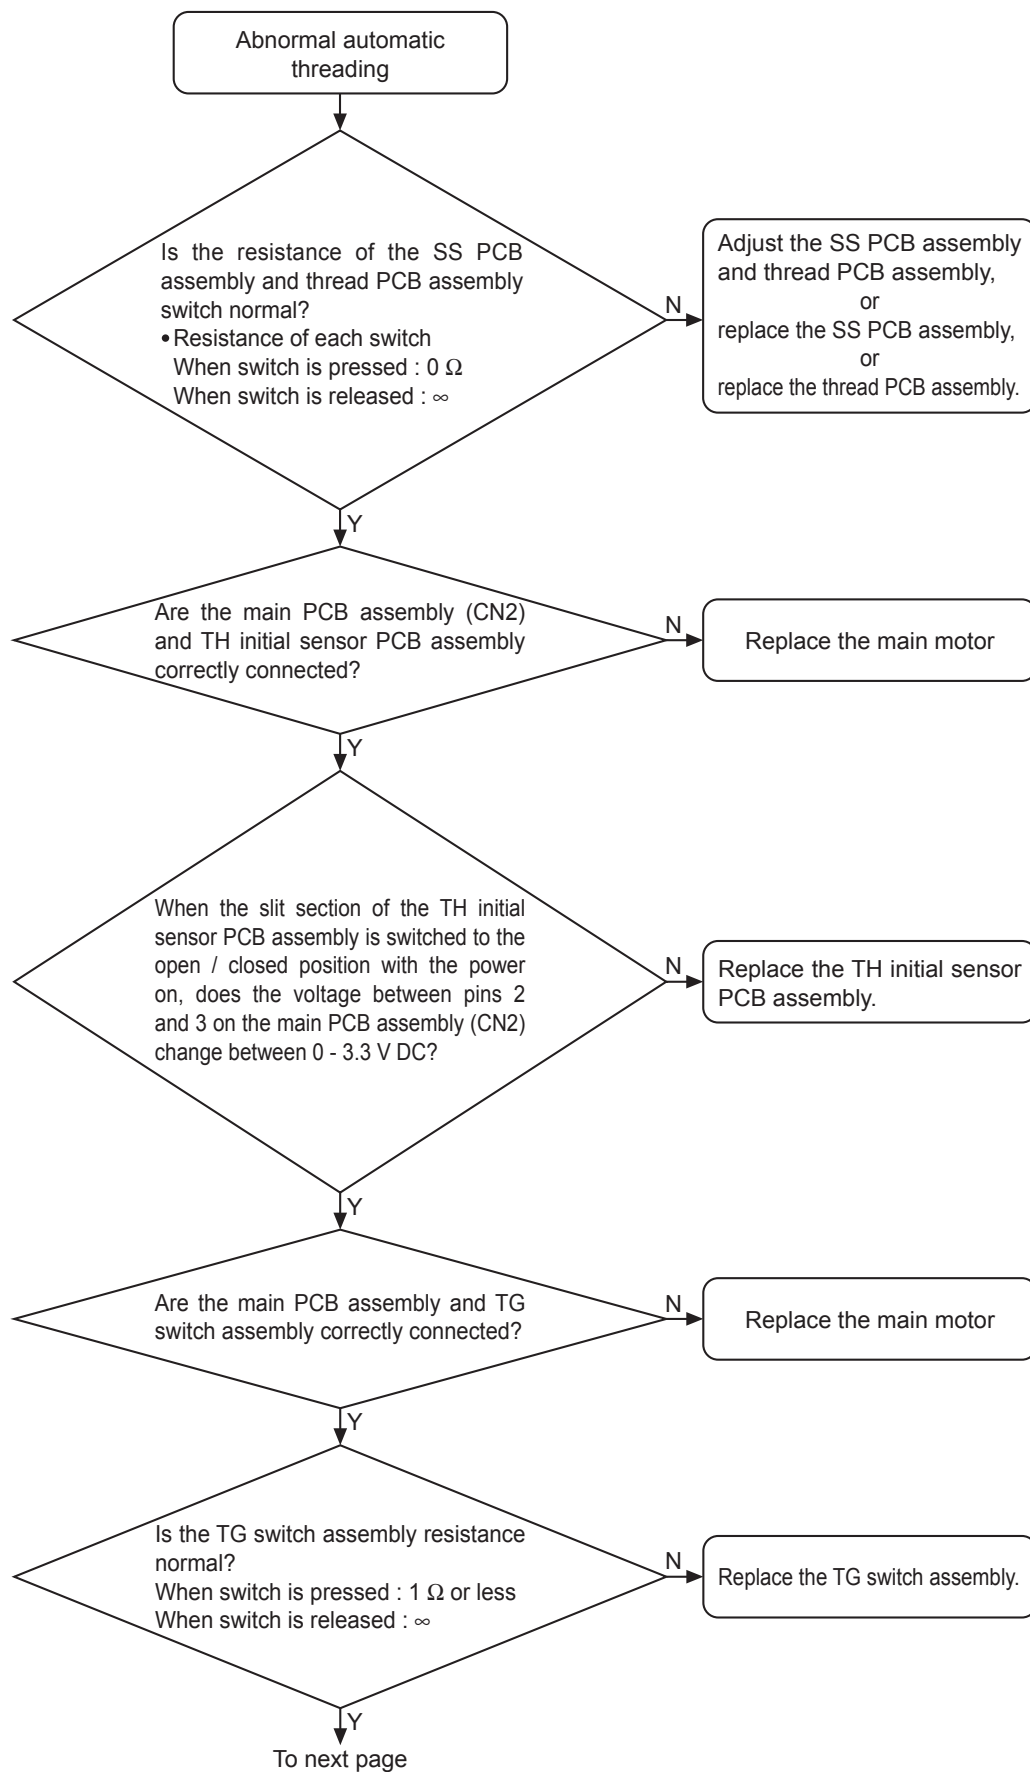 Abnormal automatic
threading
Is the resistance of the SS PCB
assembly and thread PCB assembly
switch normal?
•Resistance of each switch
When switch is pressed : 0 Ω
When switch is released : ∞
N
Adjust the SS PCB assembly
and thread PCB assembly,
or
replace the SS PCB assembly,
or
replace the thread PCB assembly.
Y
Are the main PCB assembly (CN2)
and TH initial sensor PCB assembly
correctly connected?
N
Replace the main motor
Y
When the slit section of the TH initial
sensor PCB assembly is switched to the
open / closed position with the power
on, does the voltage between pins 2
and 3 on the main PCB assembly (CN2)
change between 0 - 3.3 V DC?
N
Replace the TH initial sensor
PCB assembly.
Y
Are the main PCB assembly and TG
switch assembly correctly connected?
N
Replace the main motor
Y
Is the TG switch assembly resistance
normal?
When switch is pressed : 1 Ω or less
When switch is released : ∞
N
Replace the TG switch assembly.
Y
To next page